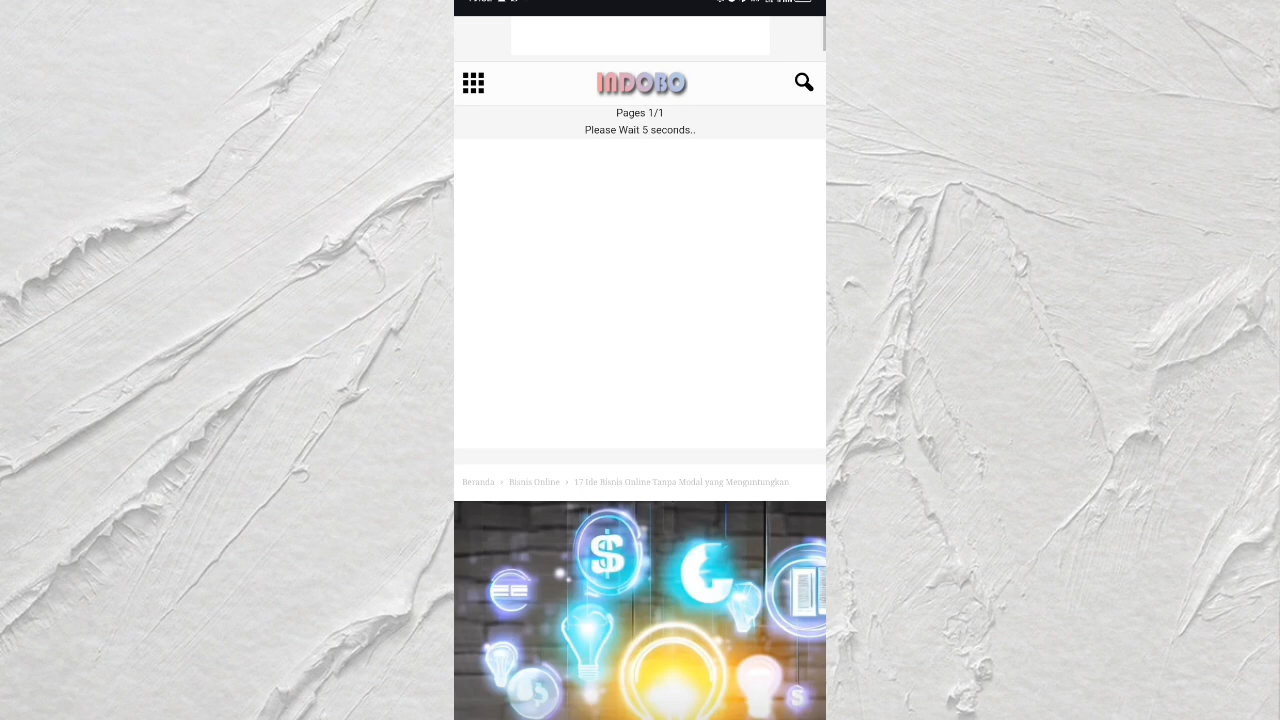 INDOBO
Pages 1/1
Please Wait 5 seconds..
Beranda › Bisnis Online › 17 Ide Bisnis Online Tanpa Modal yang Menguntungkan
$
$